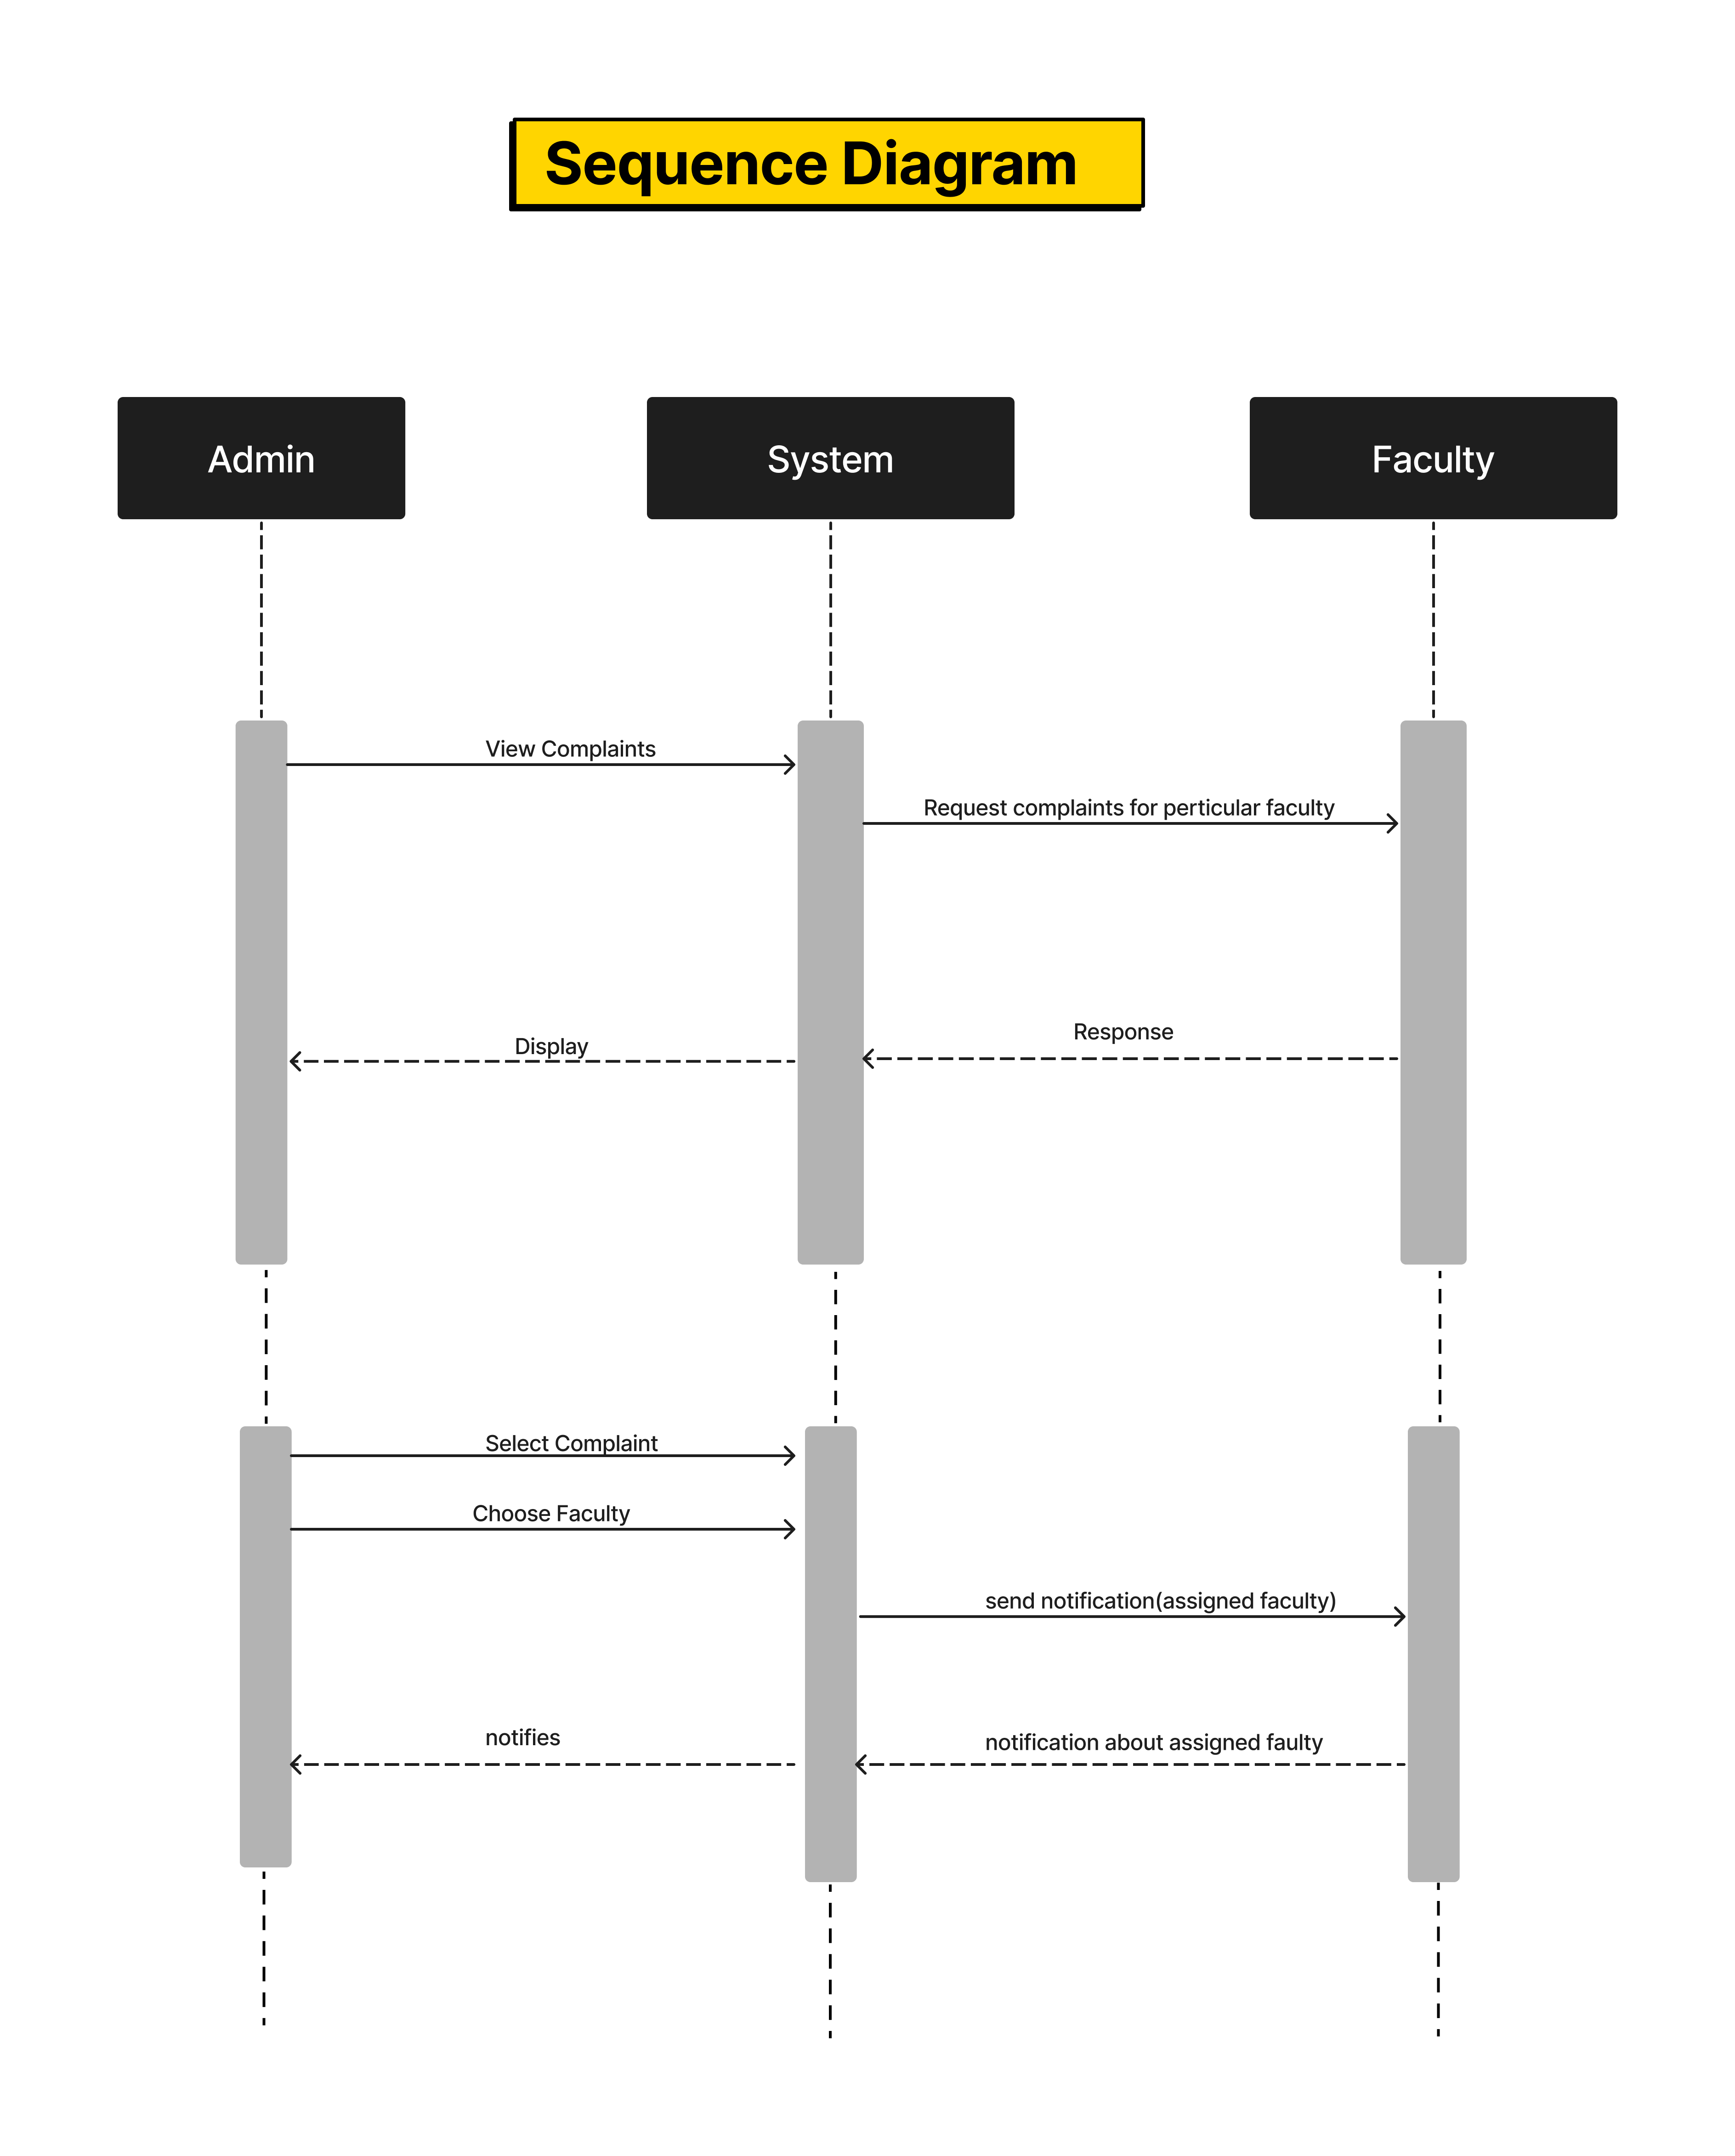 Sequence Diagram
Admin
System
Faculty
View Complaints
Request complaints for perticular faculty
Response
Display
Select Complaint
Choose Faculty
send notification(assigned faculty)
notifies
notification about assigned faulty